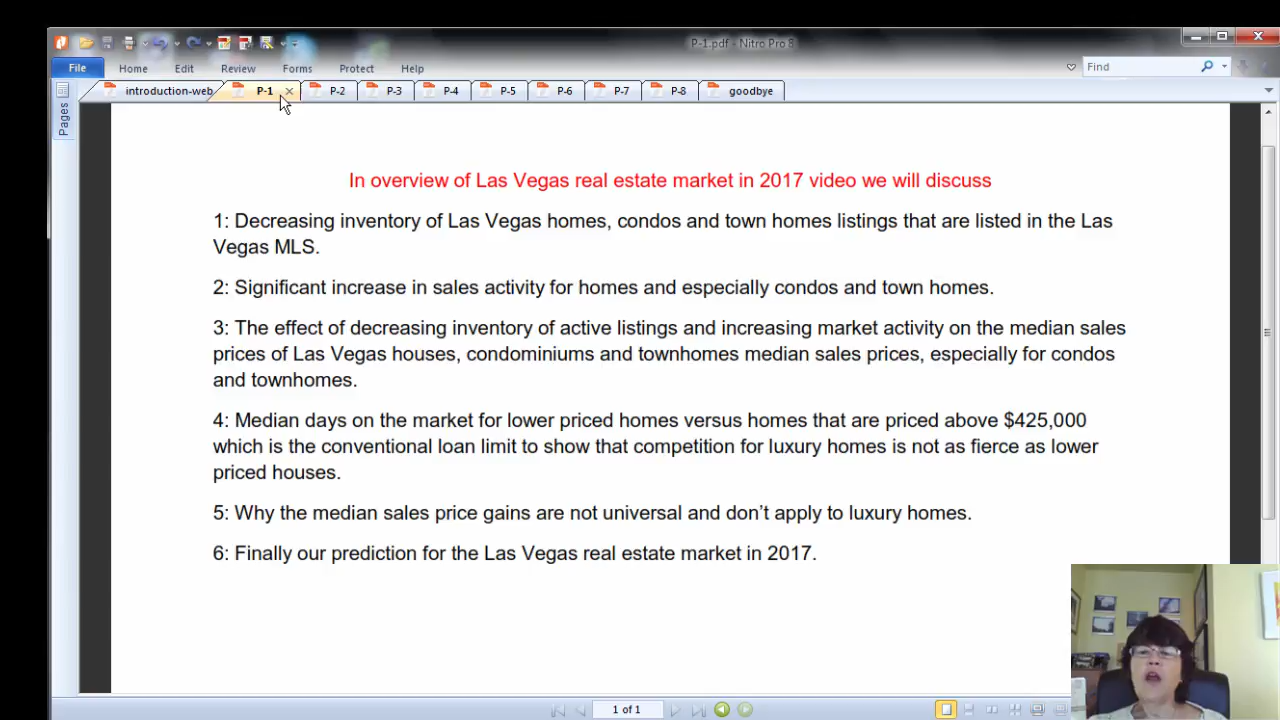 P-1.pdf - Nitro Pro 8
File Home Edit Review Forms Protect Help Find
introduction-web P-1 P-2 P-3 P-4 P-5 P-6 P-7 P-8 goodbye
Pages
In overview of Las Vegas real estate market in 2017 video we will discuss
1: Decreasing inventory of Las Vegas homes, condos and town homes listings that are listed in the Las
Vegas MLS.
2: Significant increase in sales activity for homes and especially condos and town homes.
3: The effect of decreasing inventory of active listings and increasing market activity on the median sales
prices of Las Vegas houses, condominiums and townhomes median sales prices, especially for condos
and townhomes.
4: Median days on the market for lower priced homes versus homes that are priced above $425,000
which is the conventional loan limit to show that competition for luxury homes is not as fierce as lower
priced houses.
5: Why the median sales price gains are not universal and don’t apply to luxury homes.
6: Finally our prediction for the Las Vegas real estate market in 2017.
1 of 1